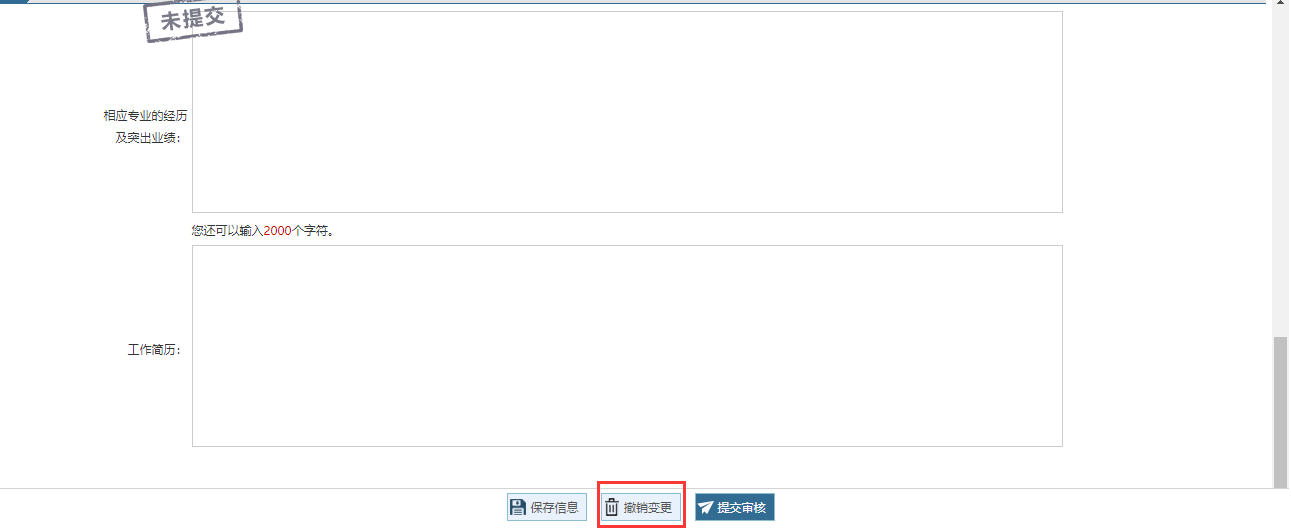 未提交
相应专业的经历
及突出业绩：
您还可以输入2000个字符。
工作简历：
保存信息
撤销变更
提交审核